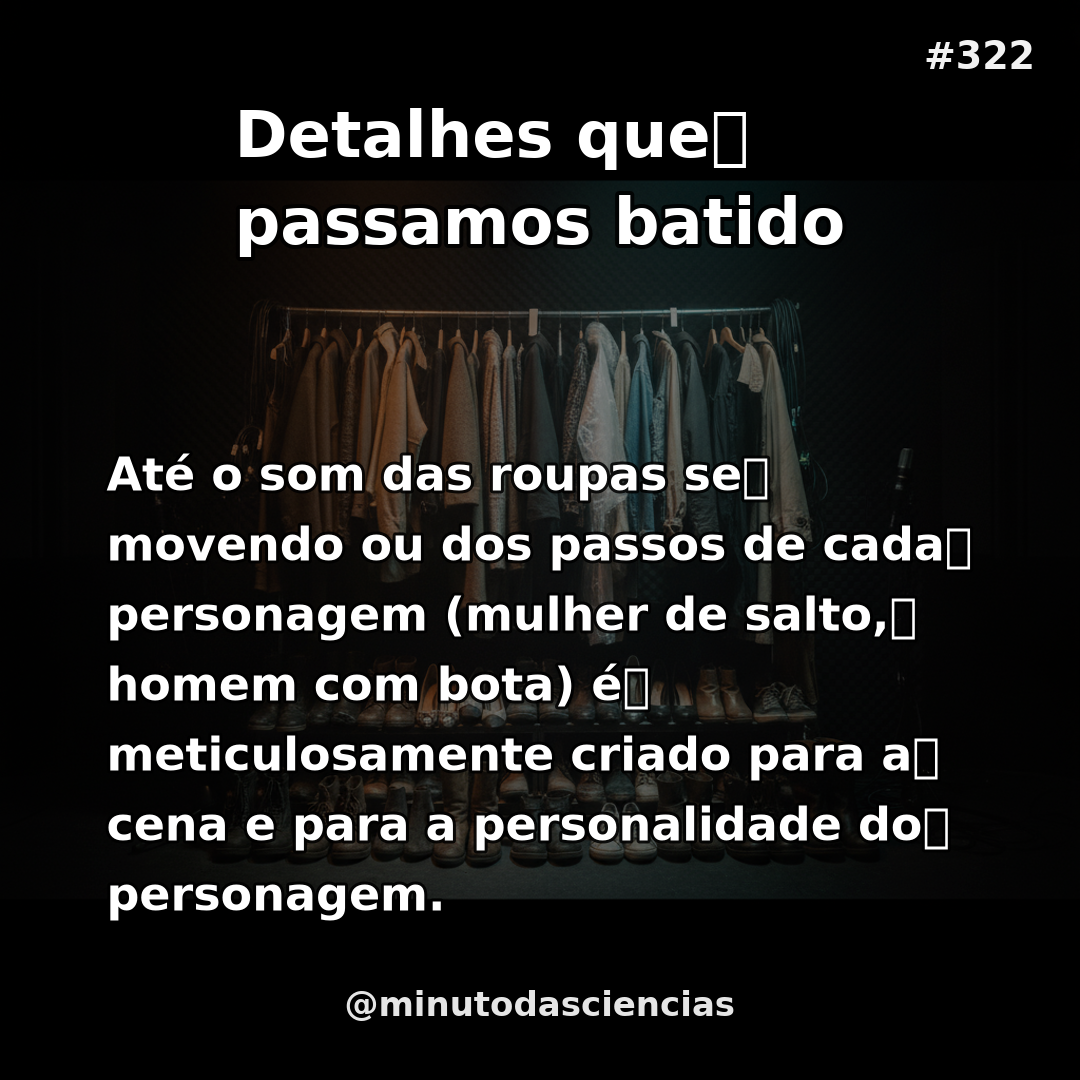 #322
Detalhes que
passamos batido
Até o som das roupas se
movendo ou dos passos de cada
personagem (mulher de salto,
homem com bota) é
meticulosamente criado para a
cena e para a personalidade do
personagem.
@minutodasciencias